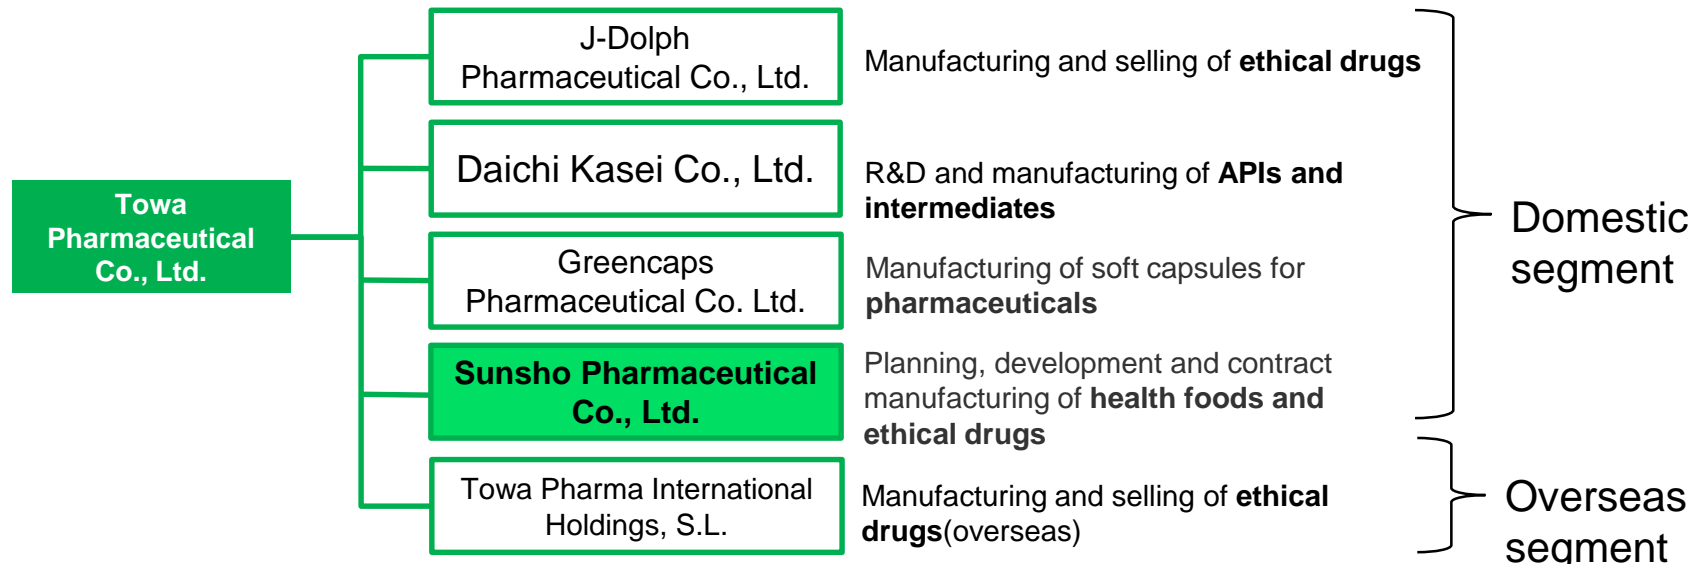 Towa
Pharmaceutical
Co., Ltd.
J-Dolph
Pharmaceutical Co., Ltd.
Manufacturing and selling of ethical drugs
Daichi Kasei Co., Ltd.
R&D and manufacturing of APIs and
intermediates
Greencaps
Pharmaceutical Co. Ltd.
Manufacturing of soft capsules for
pharmaceuticals
Sunsho Pharmaceutical
Co., Ltd.
Planning, development and contract
manufacturing of health foods and
ethical drugs
Towa Pharma International
Holdings, S.L.
Manufacturing and selling of ethical
drugs(overseas)
Domestic
segment
Overseas
segment